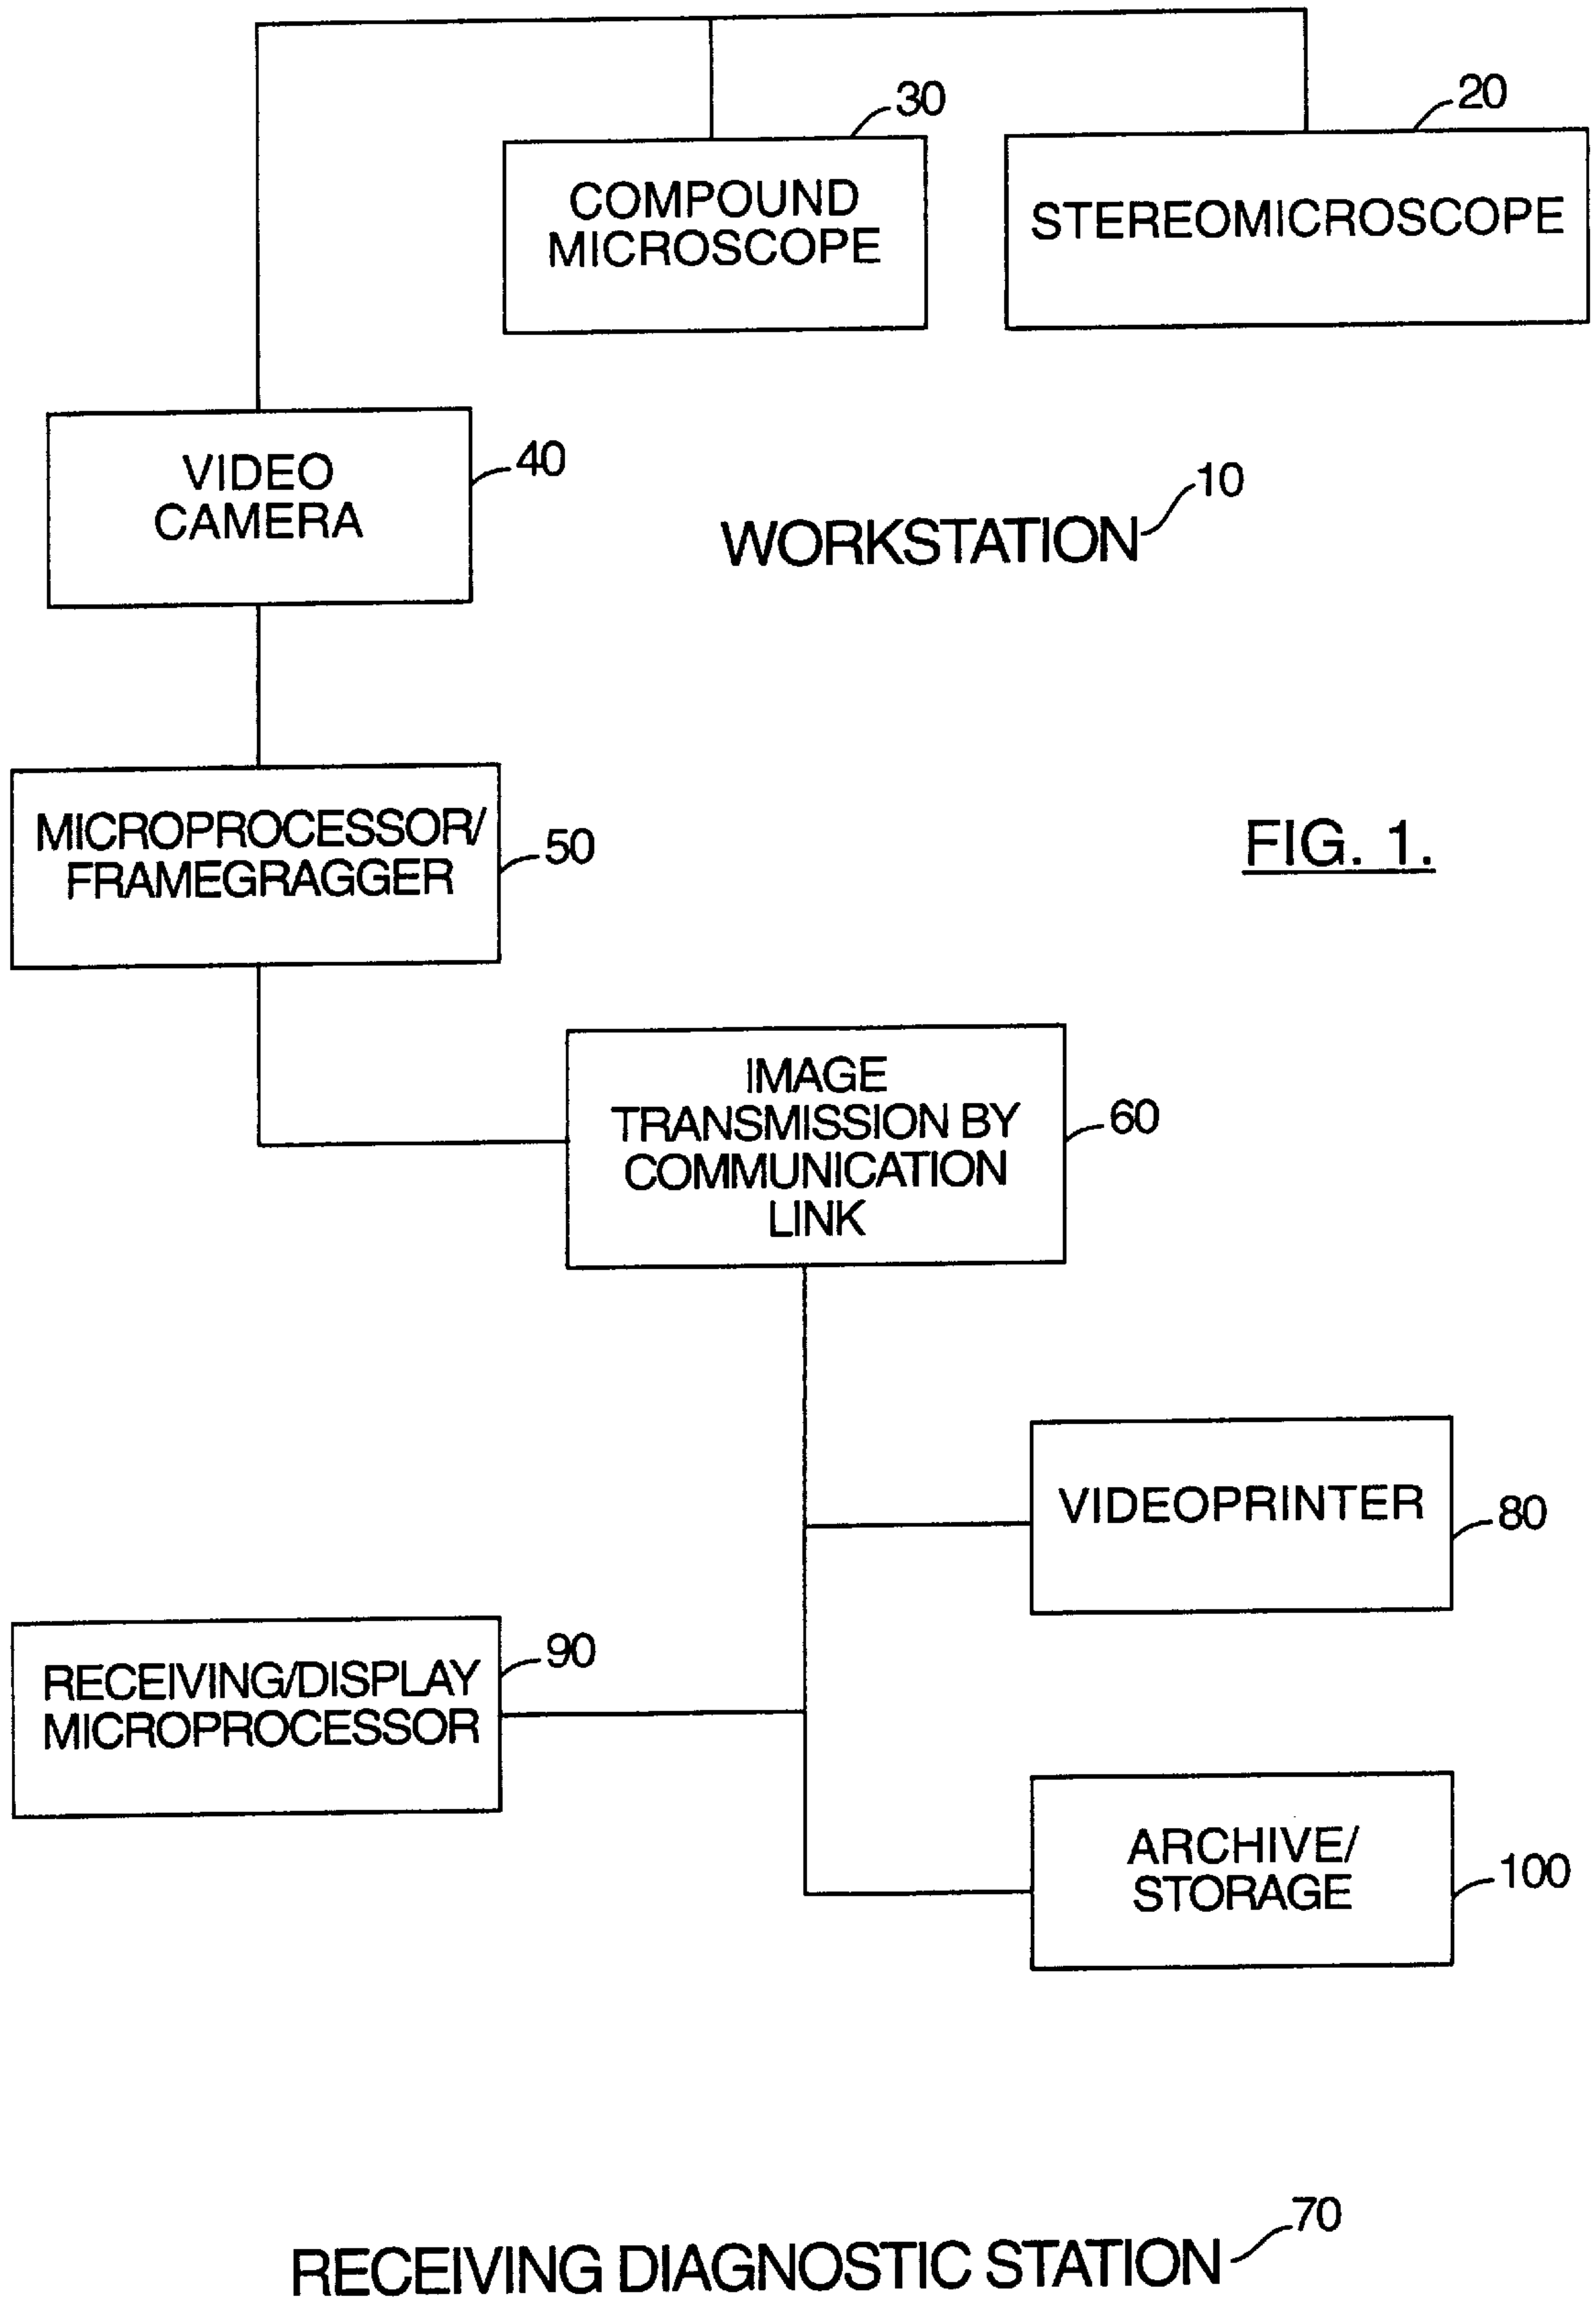 30
20
COMPOUND
MICROSCOPE
STEREOMICROSCOPE
VIDEO
CAMERA
40
WORKSTATION
10
MICROPROCESSOR/
FRAMEGRAGGER
50
FIG. 1.
IMAGE
TRANSMISSION BY
COMMUNICATION
LINK
60
VIDEOPRINTER
80
RECEIVING/DISPLAY
MICROPROCESSOR
90
ARCHIVE/
STORAGE
100
RECEIVING DIAGNOSTIC STATION
70